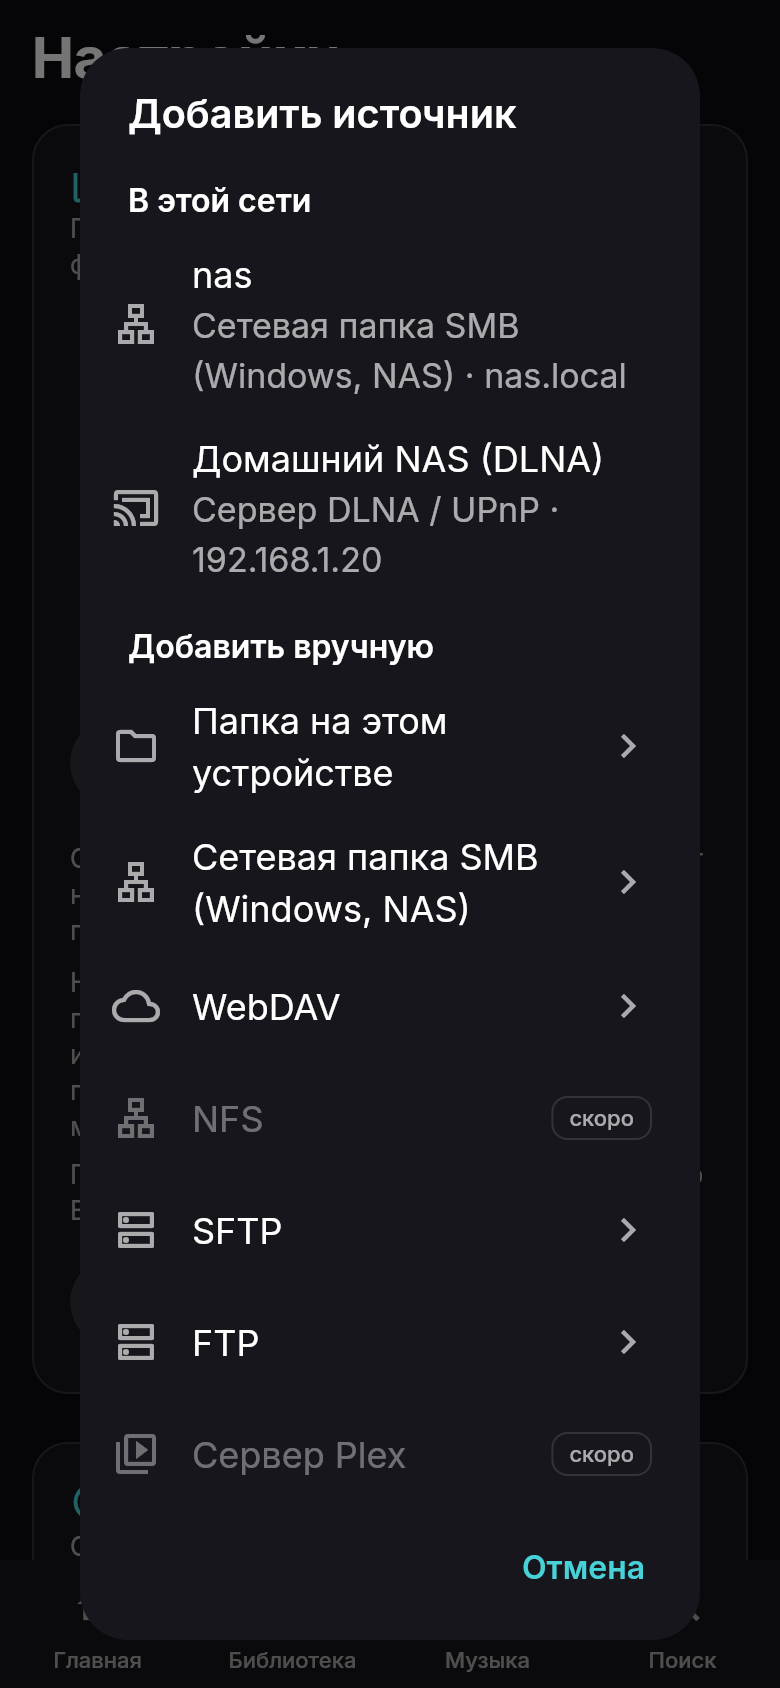 Добавить источник
В этой сети
nas
Сетевая папка SMB
(Windows, NAS) · nas.local
Домашний NAS (DLNA)
Сервер DLNA / UPnP ·
192.168.1.20
Добавить вручную
Папка на этом
устройстве
Сетевая папка SMB
(Windows, NAS)
WebDAV
NFS
скоро
SFTP
FTP
Сервер Plex
скоро
Отмена
Главная
Библиотека
Музыка
Поиск